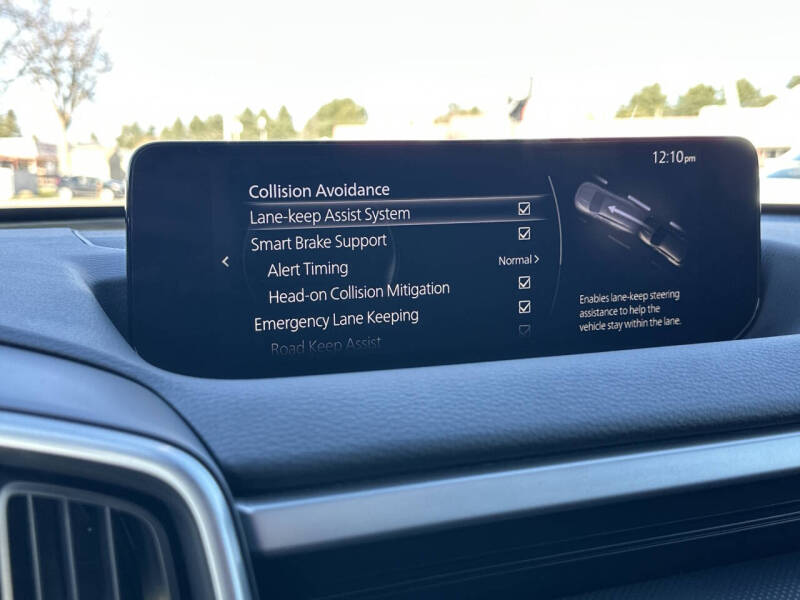 12:10pm
Collision Avoidance
Lane-keep Assist System
Smart Brake Support
Alert Timing
Normal
Head-on Collision Mitigation
Emergency Lane Keeping
Road Keep Assist
Enables lane-keep steering
assistance to help the
vehicle stay within the lane.